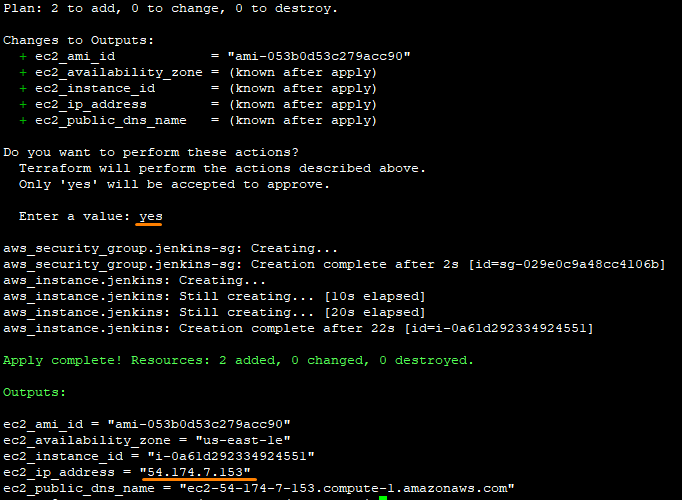 Plan: 2 to add, 0 to change, 0 to destroy.
Changes to Outputs:
+ ec2_ami_id = "ami-053b0d53c279acc90"
+ ec2_availability_zone = (known after apply)
+ ec2_instance_id = (known after apply)
+ ec2_ip_address = (known after apply)
+ ec2_public_dns_name = (known after apply)
Do you want to perform these actions?
Terraform will perform the actions described above.
Only 'yes' will be accepted to approve.
Enter a value: yes
aws_security_group.jenkins-sg: Creating...
aws_security_group.jenkins-sg: Creation complete after 2s [id=sg-029e0c9a48cc4106b]
aws_instance.jenkins: Creating...
aws_instance.jenkins: Still creating... [10s elapsed]
aws_instance.jenkins: Still creating... [20s elapsed]
aws_instance.jenkins: Creation complete after 22s [id=i-0a61d292334924551]
Apply complete! Resources: 2 added, 0 changed, 0 destroyed.
Outputs:
ec2_ami_id = "ami-053b0d53c279acc90"
ec2_availability_zone = "us-east-1e"
ec2_instance_id = "i-0a61d292334924551"
ec2_ip_address = "54.174.7.153"
ec2_public_dns_name = "ec2-54-174-7-153.compute-1.amazonaws.com"